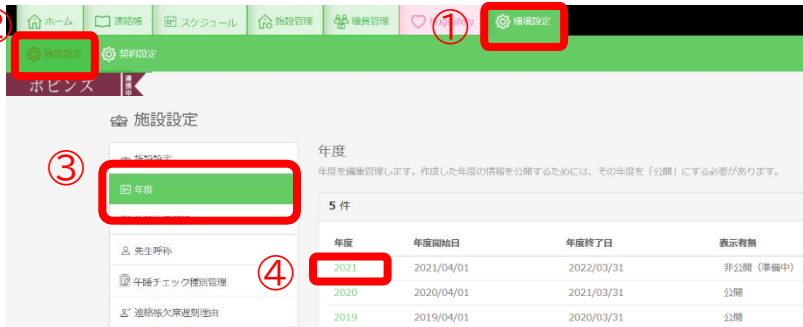 ホーム 連絡帳 スケジュール 施設管理 職員管理 ① 環境設定
施設設定 契約設定
ポピンズ 連携中
施設設定
③
年度
年度
年度を編集管理します。作成した年度の情報を公開するためには、その年度を「公開」にする必要があります。
5 件
先生呼称
年度 年度開始日 年度終了日 表示有無
④
2021 2021/04/01 2022/03/31 非公開（準備中）
午睡チェック種別管理
2020 2020/04/01 2021/03/31 公開
連絡帳欠席遅刻理由
2019 2019/04/01 2020/03/31 公開